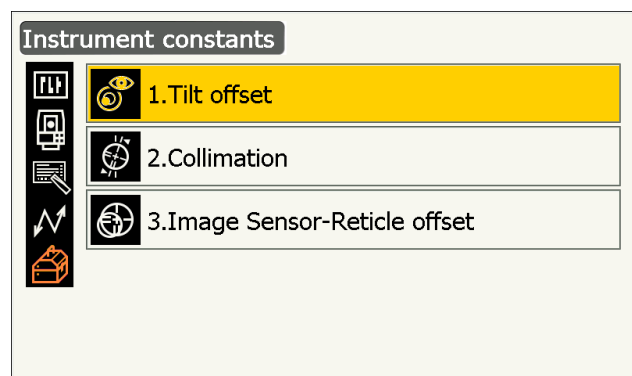 Instrument constants
1.Tilt offset
2.Collimation
3.Image Sensor-Reticle offset